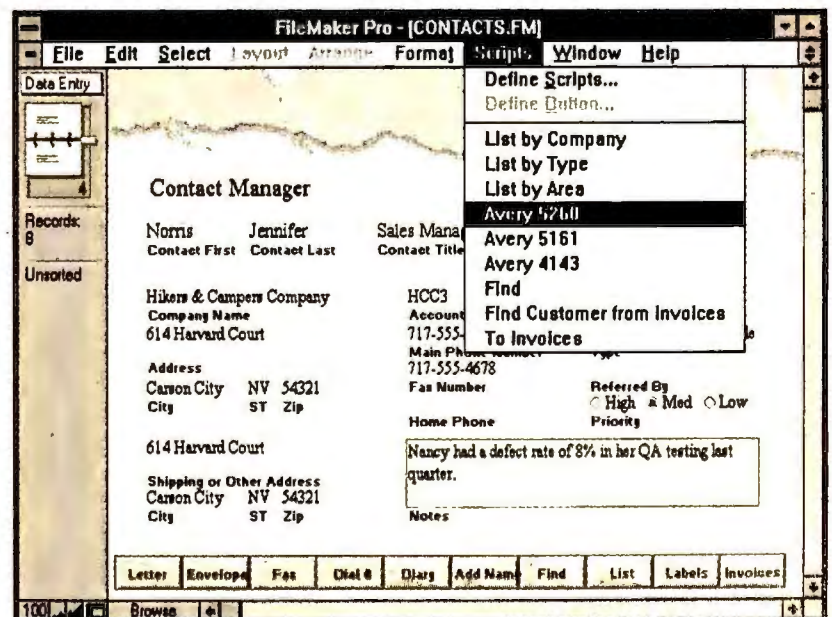 FileMaker Pro - [CONTACTS.FM]
File Edit Select Layout Arrange Format Scripts Window Help
Data Entry
Define Scripts...
Define Button...
List by Company
List by Type
List by Area
Avery 5260
Avery 5161
Avery 4143
Find
Find Customer from Invoices
To Invoices
4
Records:
8
Unsorted
Contact Manager
Norris Jennifer Sales Mana
Contact First Contact Last Contact Title
Hikers & Campers Company HCC3
Company Name Account
614 Harvard Court 717-555-
Main Phone Number Type
Address 717-555-4678
Carson City NV 54321 Fax Number Referred By
City ST Zip High Med Low
Home Phone Priority
614 Harvard Court
Nancy had a defect rate of 8% in her QA testing last
quarter.
Shipping or Other Address
Carson City NV 54321
City ST Zip Notes
Letter Envelope Fax Dial # Diary Add Name Find List Labels Invoices
100 Browse